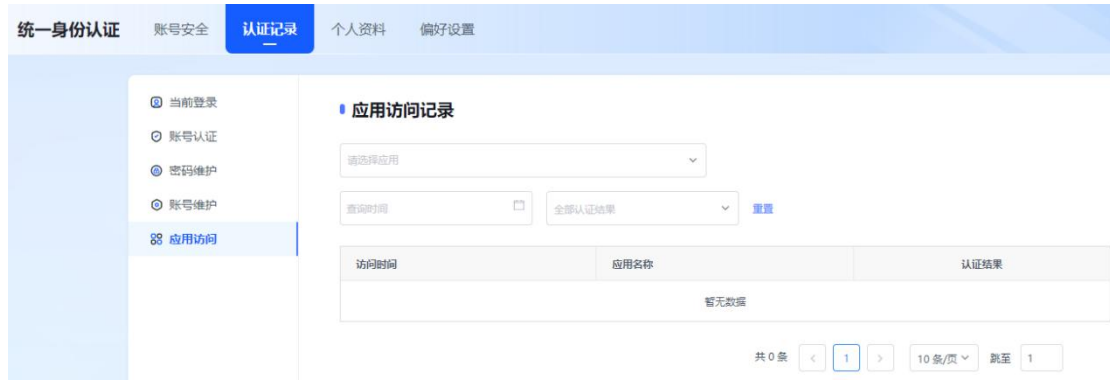 统一身份认证 账号安全 认证记录 个人资料 偏好设置
当前登录
账号认证
密码维护
账号维护
应用访问
应用访问记录
请选择应用
查询时间 全部认证结果 重置
访问时间 应用名称 认证结果
暂无数据
共 0 条 < 1 > 10 条/页 跳至 1